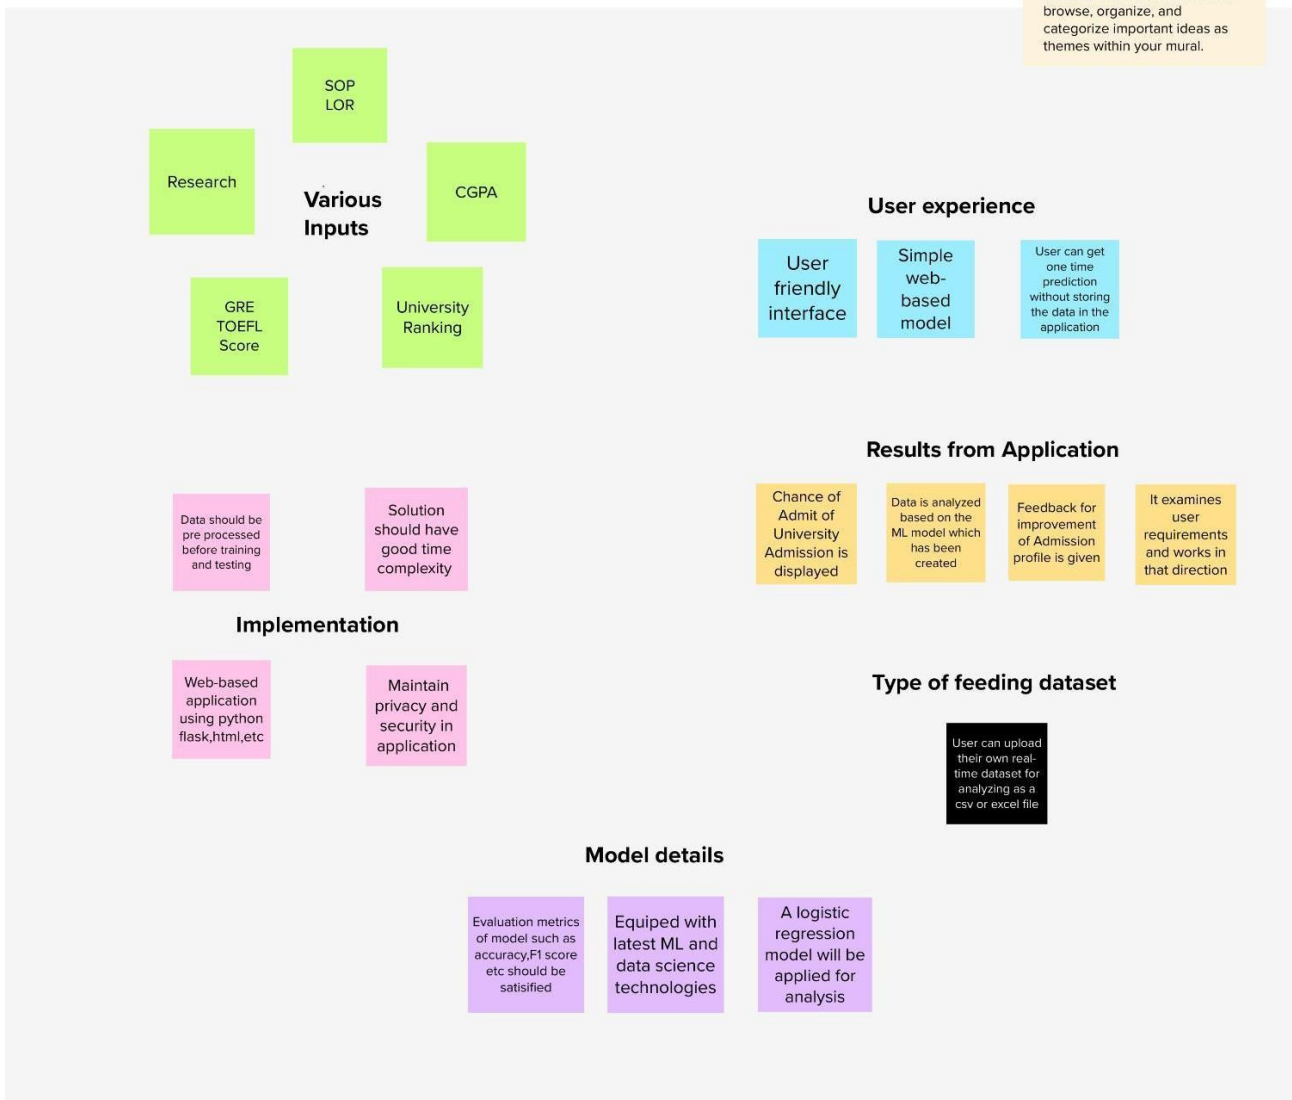 browse, organize, and
categorize important ideas as
themes within your mural.
SOP
LOR
Research
CGPA
Various
Inputs
GRE
TOEFL
Score
University
Ranking
User experience
User
friendly
interface
Simple
web-
based
model
User can get
one time
prediction
without storing
the data in the
application
Results from Application
Chance of
Admit of
University
Admission is
displayed
Data is analyzed
based on the
ML model which
has been
created
Feedback for
improvement
of Admission
profile is given
It examines
user
requirements
and works in
that direction
Data should be
pre processed
before training
and testing
Solution
should have
good time
complexity
Implementation
Web-based
application
using python
flask,html,etc
Maintain
privacy and
security in
application
Type of feeding dataset
User can upload
their own real-
time dataset for
analyzing as a
csv or excel file
Model details
Evaluation metrics
of model such as
accuracy,F1 score
etc should be
satisified
Equiped with
latest ML and
data science
technologies
A logistic
regression
model will be
applied for
analysis